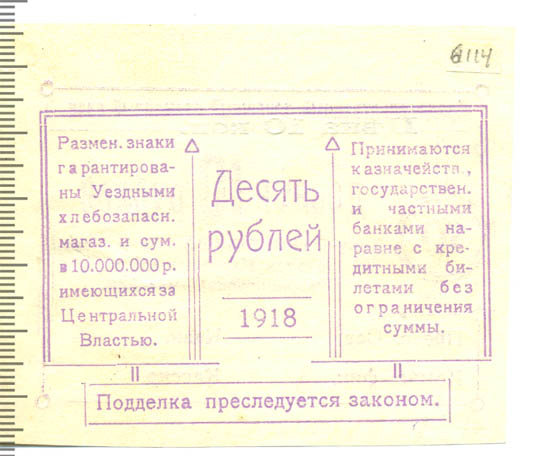 6114
Размен. знаки
гарантирова-
ны Уездными
хлебозапасн.
магаз. и сум.
в 10.000.000 р.
имеющихся за
Центральной
Властью.
Десять
рублей
1918
Принимаются
казначейств.,
государствен.
и частными
банками на-
равне с кре-
дитными би-
летами без
ограничения
суммы.
Подделка преследуется законом.